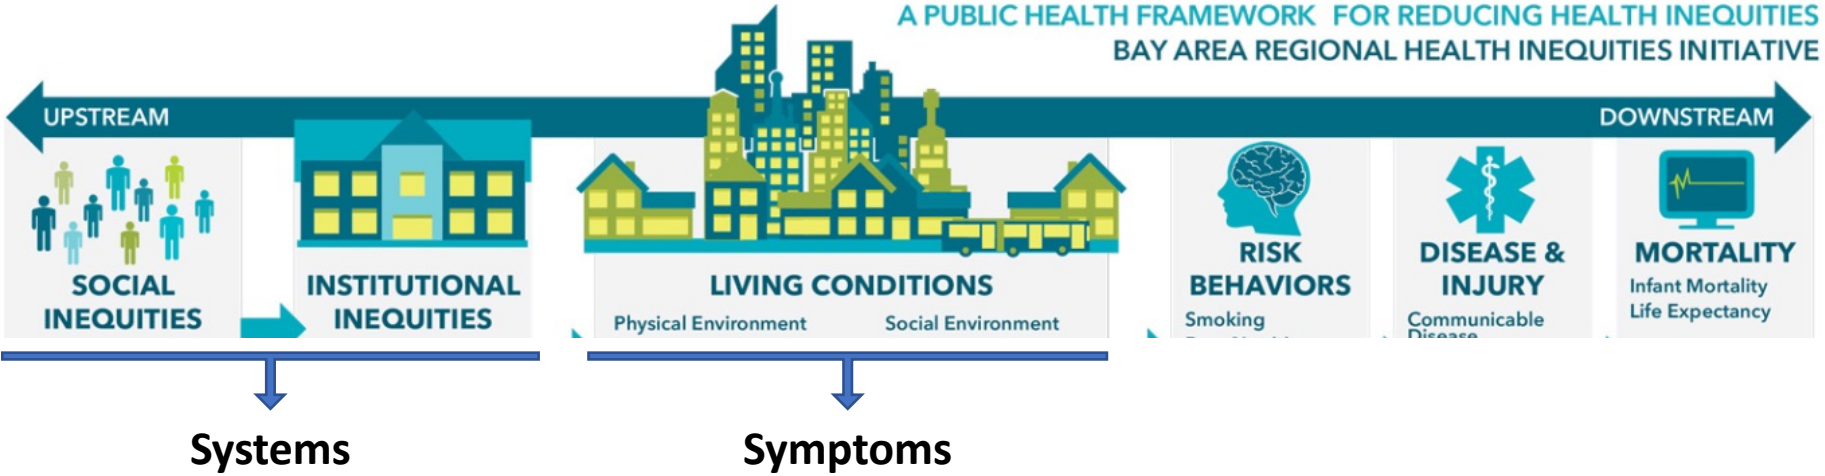 A PUBLIC HEALTH FRAMEWORK FOR REDUCING HEALTH INEQUITIES
BAY AREA REGIONAL HEALTH INEQUITIES INITIATIVE
UPSTREAM
DOWNSTREAM
SOCIAL
INEQUITIES
INSTITUTIONAL
INEQUITIES
LIVING CONDITIONS
Physical Environment
Social Environment
RISK
BEHAVIORS
Smoking
DISEASE &
INJURY
Communicable
Disease
MORTALITY
Infant Mortality
Life Expectancy
Systems
Symptoms